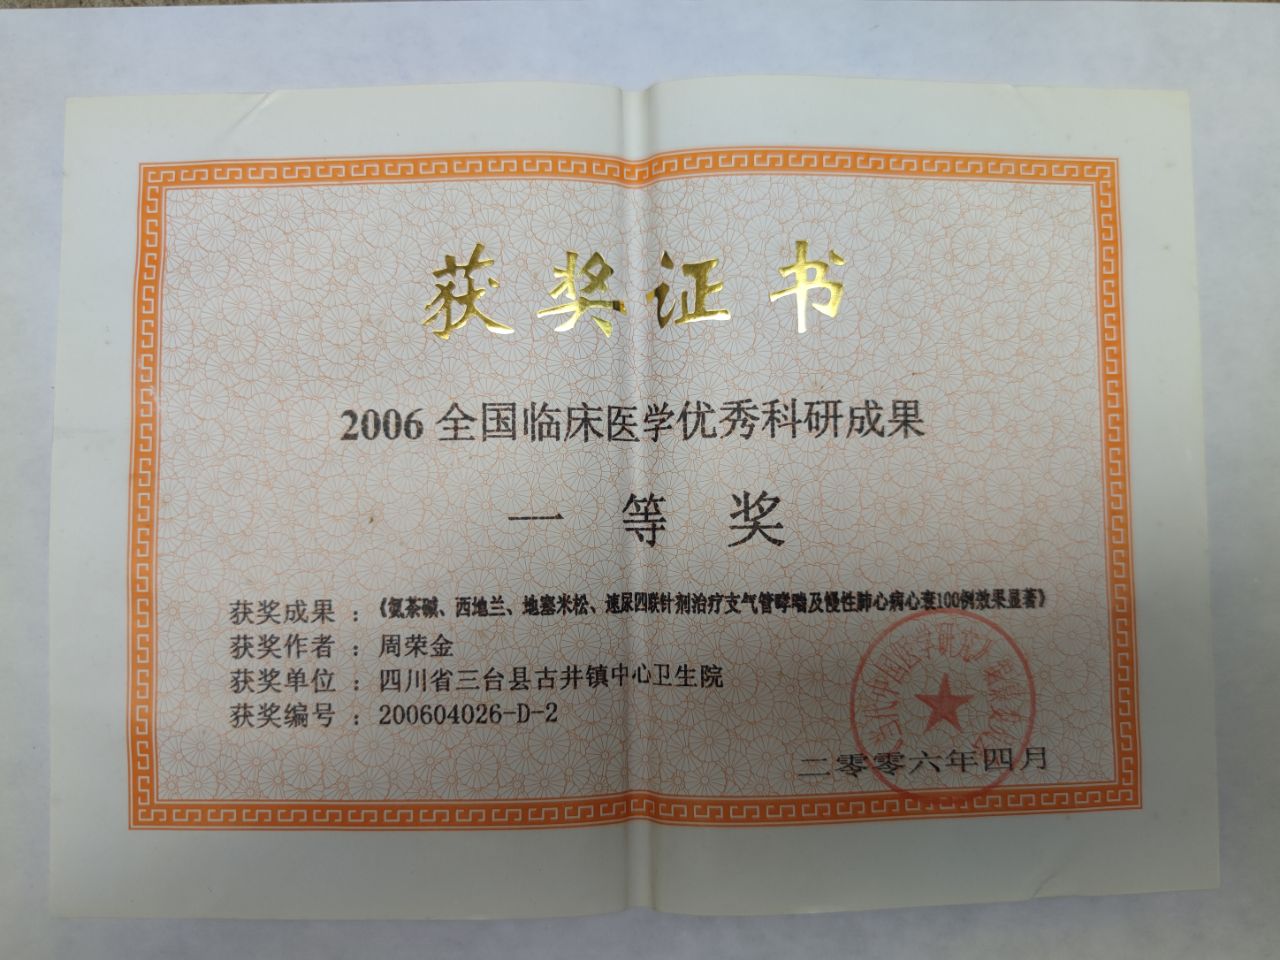 获奖证书
2006 全国临床医学优秀科研成果
一等奖
获奖成果：《氨茶碱、西地兰、地塞米松、速尿四联针剂治疗支气管哮喘及慢性肺心病心衰100例效果显著》
获奖作者：周荣金
获奖单位：四川省三台县古井镇中心卫生院
获奖编号：200604026-D-2
二零零六年四月